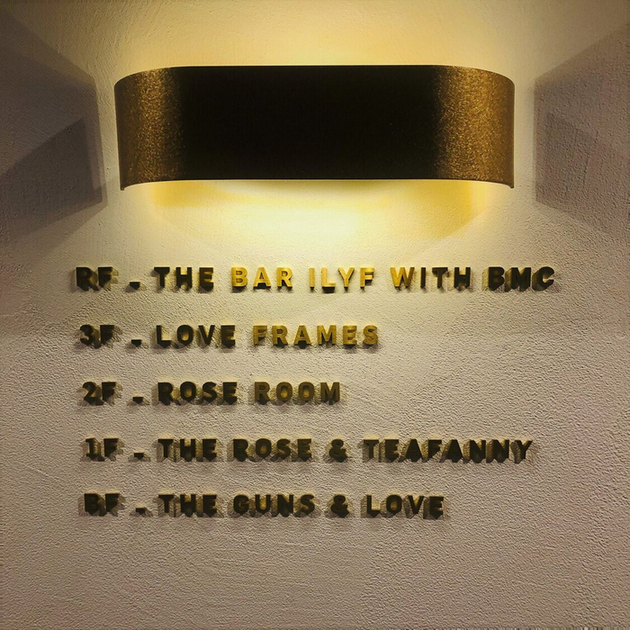 RF - THE BAR ILYF WITH BMC
3F - LOVE FRAMES
2F - ROSE ROOM
1F - THE ROSE & TEAFANNY
BF - THE GUNS & LOVE